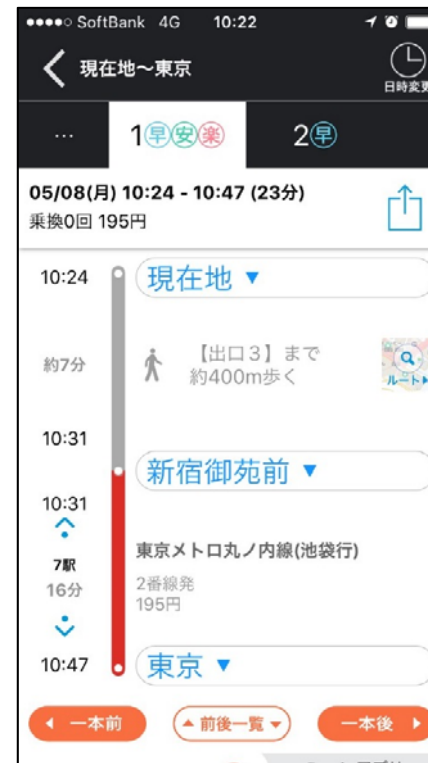 SoftBank 4G 10:22
現在地〜東京
日時変更
… 1早安楽 2早
05/08(月) 10:24 - 10:47 (23分)
乗換0回 195円
10:24 現在地 ▼
約7分 【出口3】まで
約400m歩く
ルート▶
10:31
新宿御苑前 ▼
10:31
東京メトロ丸ノ内線(池袋行)
7駅
16分 2番線発
195円
10:47 東京 ▼
◀ 一本前 ▲ 前後一覧 ▼ 一本後 ▶